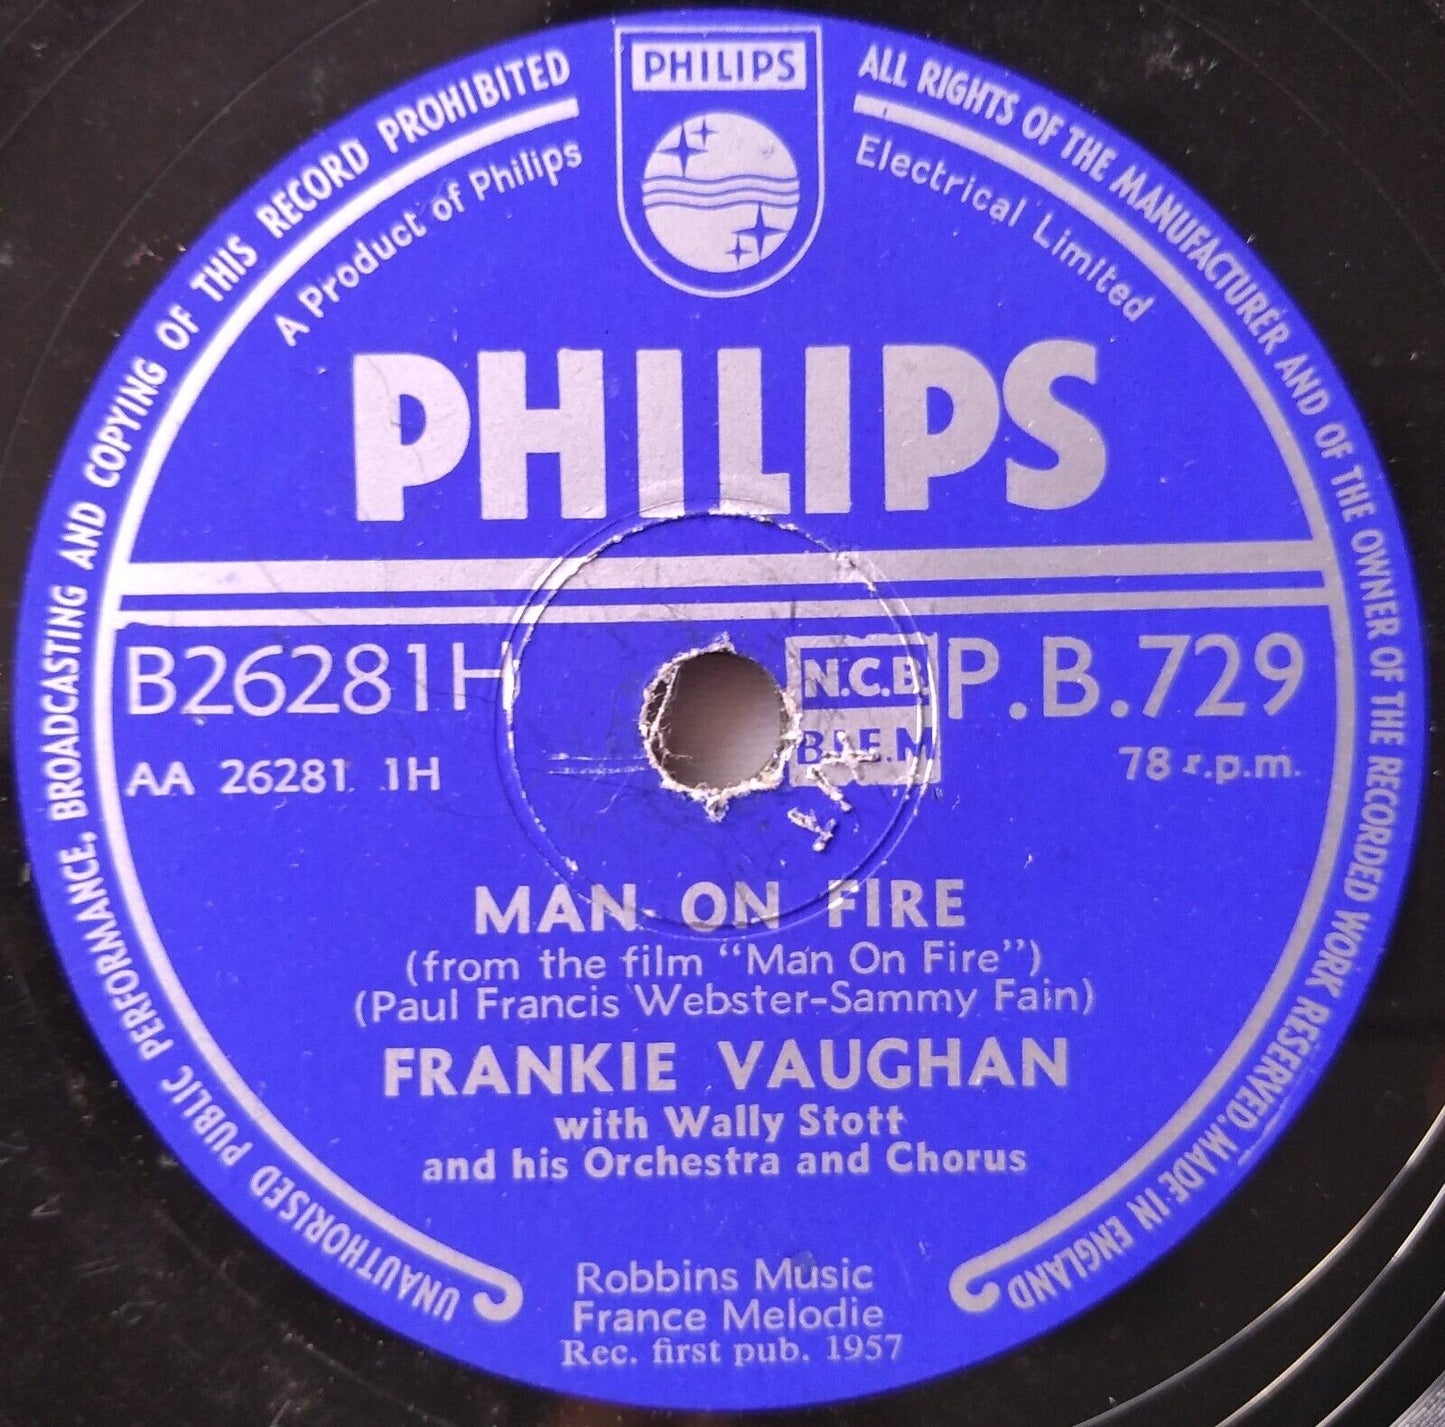 UNAUTHORISED PUBLIC PERFORMANCE, BROADCASTING AND COPYING OF THIS RECORD PROHIBITED
ALL RIGHTS OF THE MANUFACTURER AND OF THE OWNER OF THE RECORDED WORK RESERVED. MADE IN ENGLAND
PHILIPS
A Product of Philips Electrical Limited
PHILIPS
B26281H
N.C.B.
P.B.729
AA 26281 1H
B.I.E.M
78 r.p.m.
MAN ON FIRE
(from the film "Man On Fire")
(Paul Francis Webster-Sammy Fain)
FRANKIE VAUGHAN
with Wally Stott
and his Orchestra and Chorus
Robbins Music
France Melodie
Rec. first pub. 1957